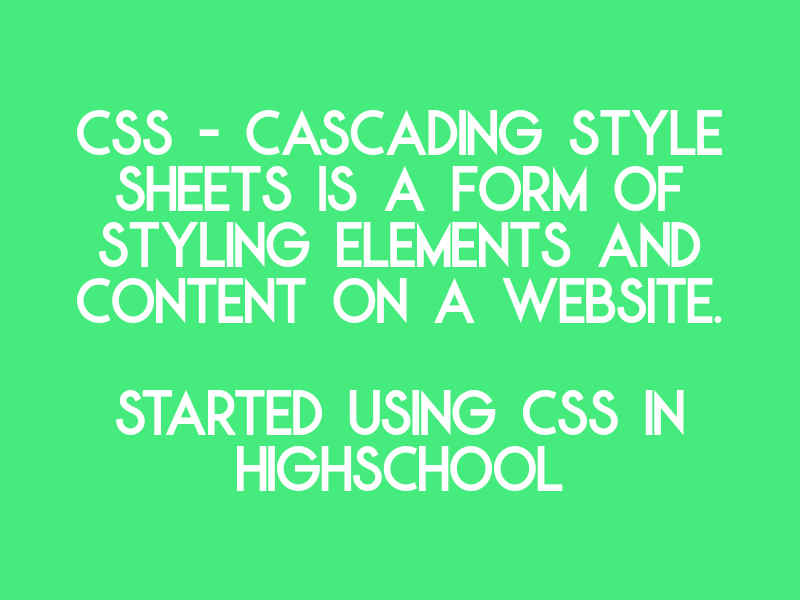 CSS - CASCADING STYLE
SHEETS IS A FORM OF
STYLING ELEMENTS AND
CONTENT ON A WEBSITE.
STARTED USING CSS IN
HIGHSCHOOL